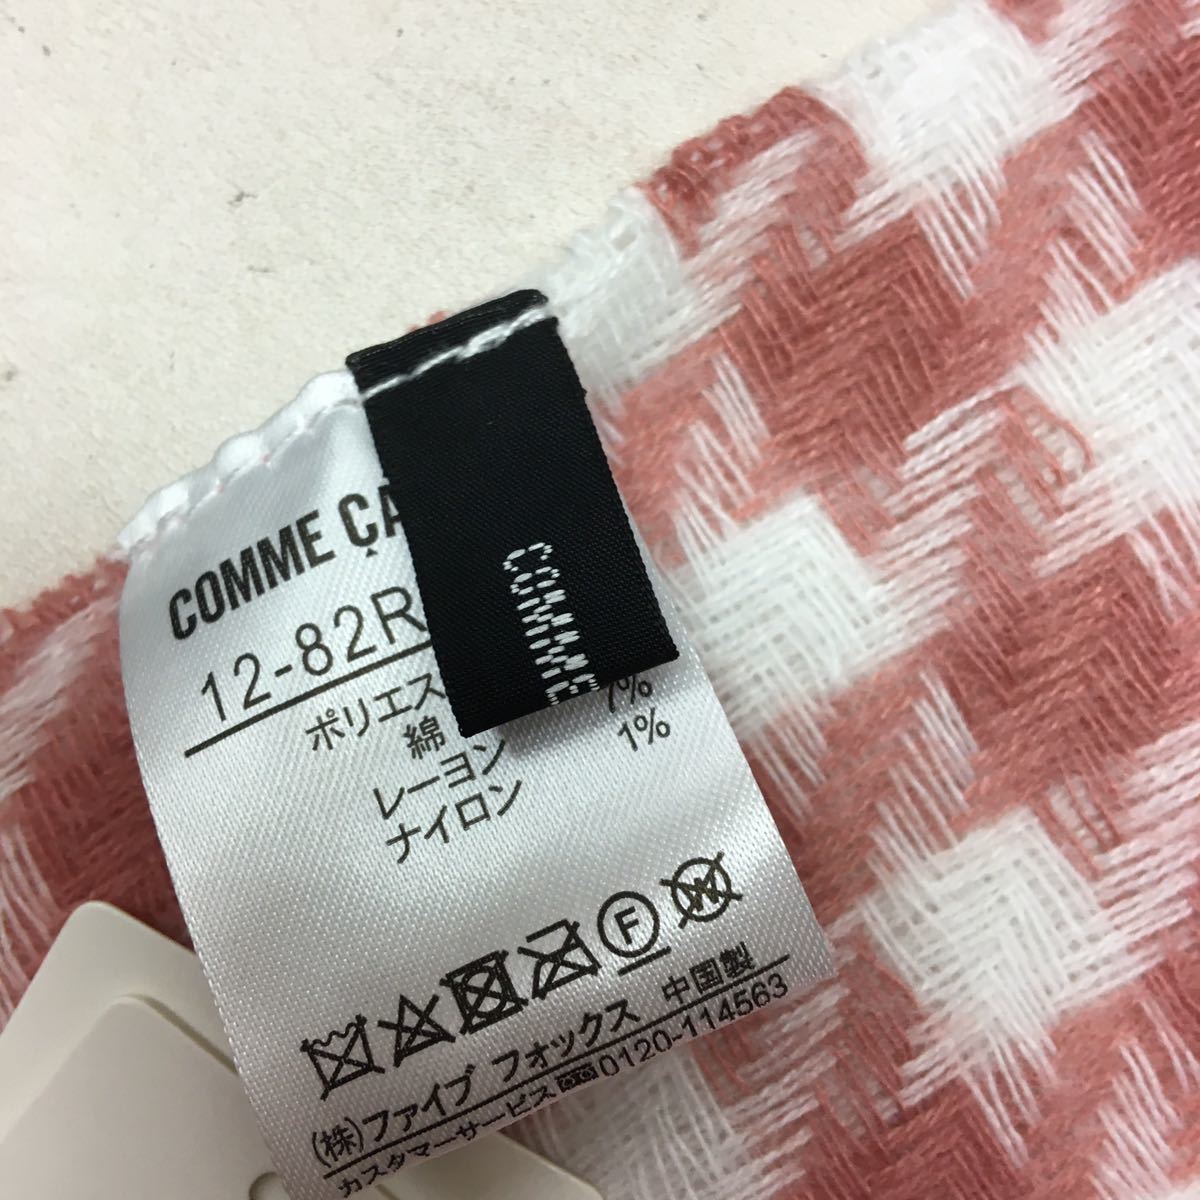 COMME ÇA
COMME
12-82R
ポリエス
綿
レーヨン 7%
ナイロン 1%
F
W
(株)ファイブ フォックス 中国製
カスタマーサービス 0120-114563